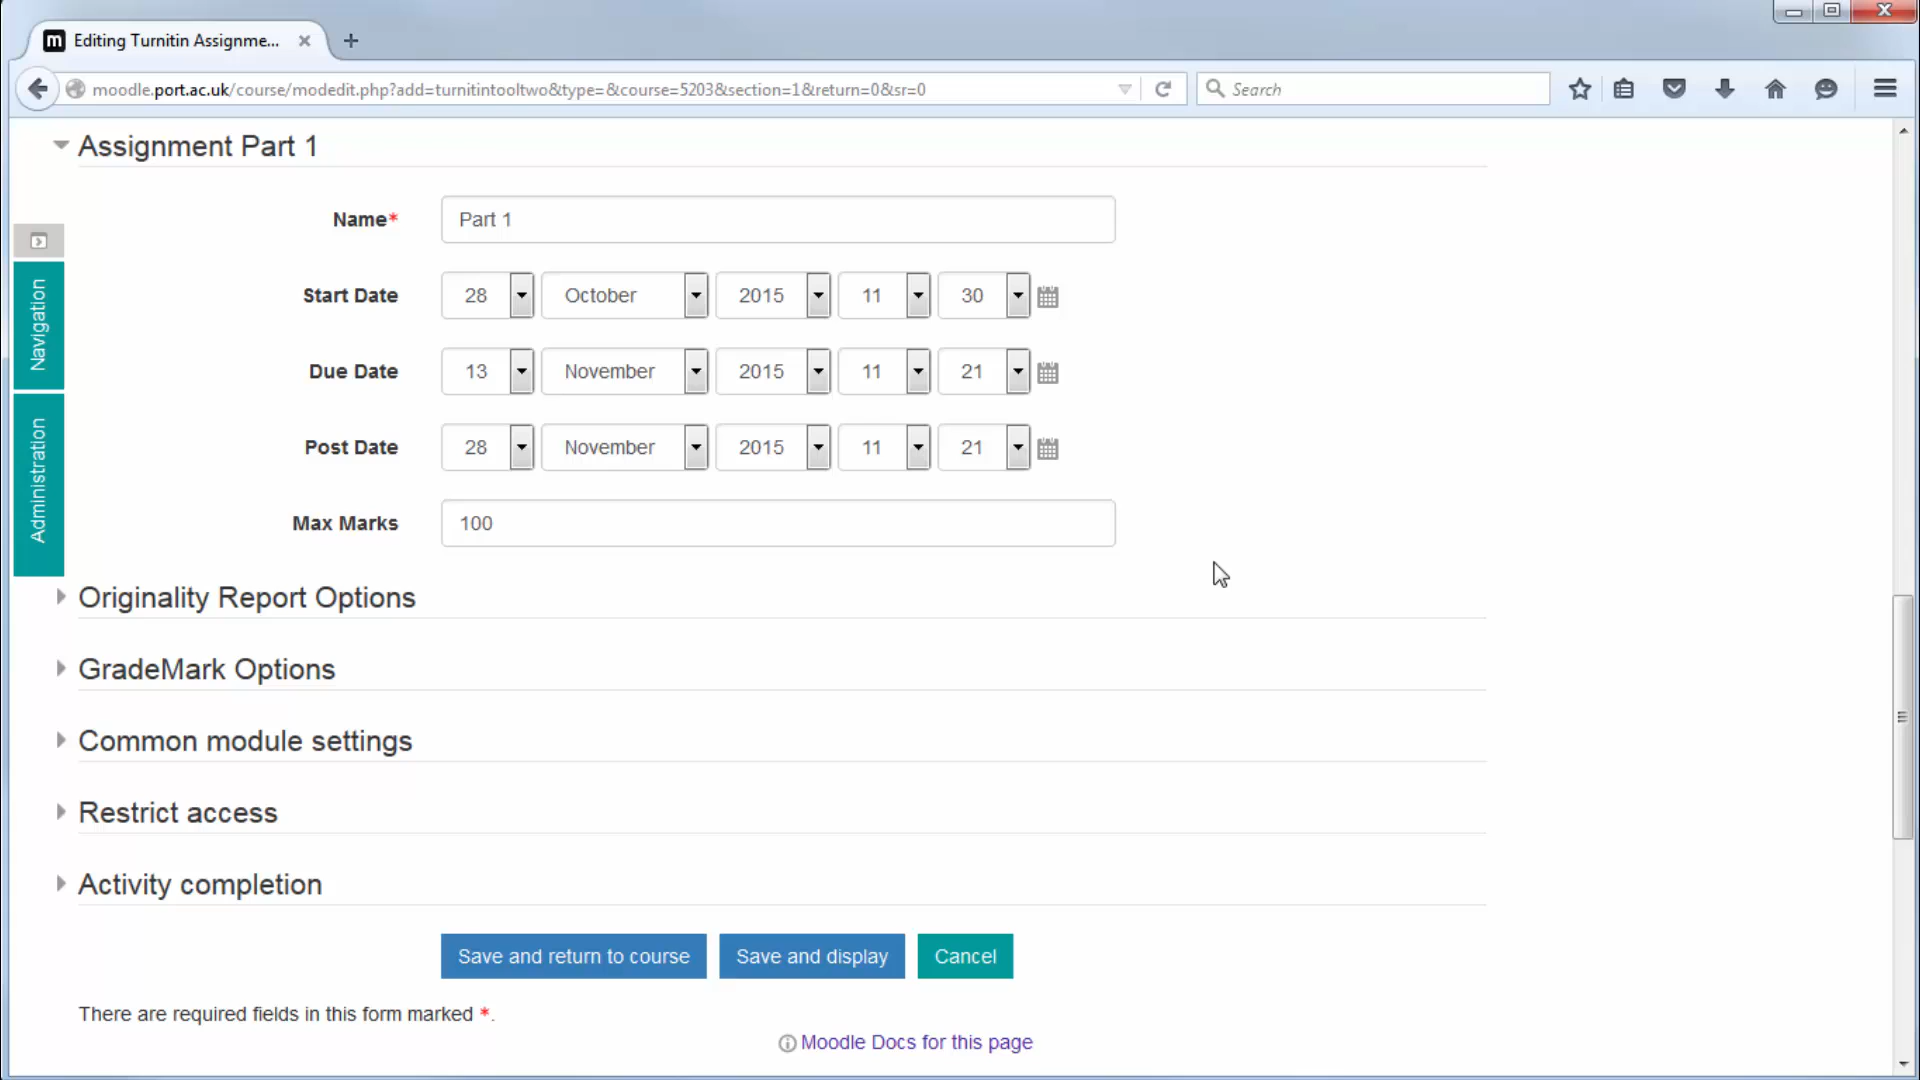 Editing Turnitin Assignme...
moodle.port.ac.uk/course/modedit.php?add=turnitintooltwo&type=&course=5203&section=1&return=0&sr=0
Search
Assignment Part 1
Name*
Part 1
Start Date
28 October 2015 11 30
Due Date
13 November 2015 11 21
Post Date
28 November 2015 11 21
Max Marks
100
Navigation
Administration
Originality Report Options
GradeMark Options
Common module settings
Restrict access
Activity completion
Save and return to course Save and display Cancel
There are required fields in this form marked *.
Moodle Docs for this page